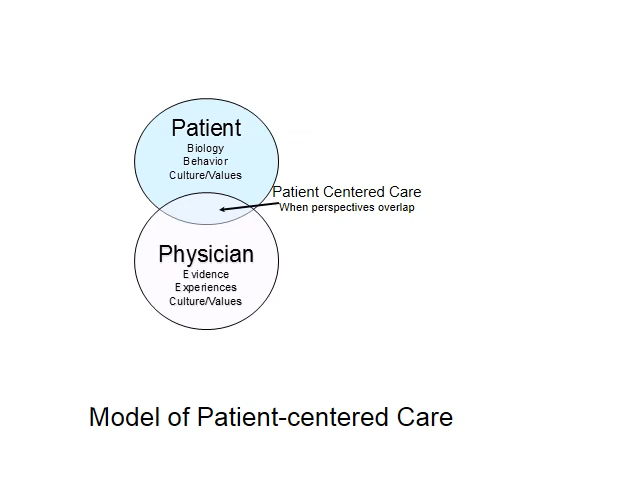 Patient
Biology
Behavior
Culture/Values
Patient Centered Care
When perspectives overlap
Physician
Evidence
Experiences
Culture/Values
Model of Patient-centered Care